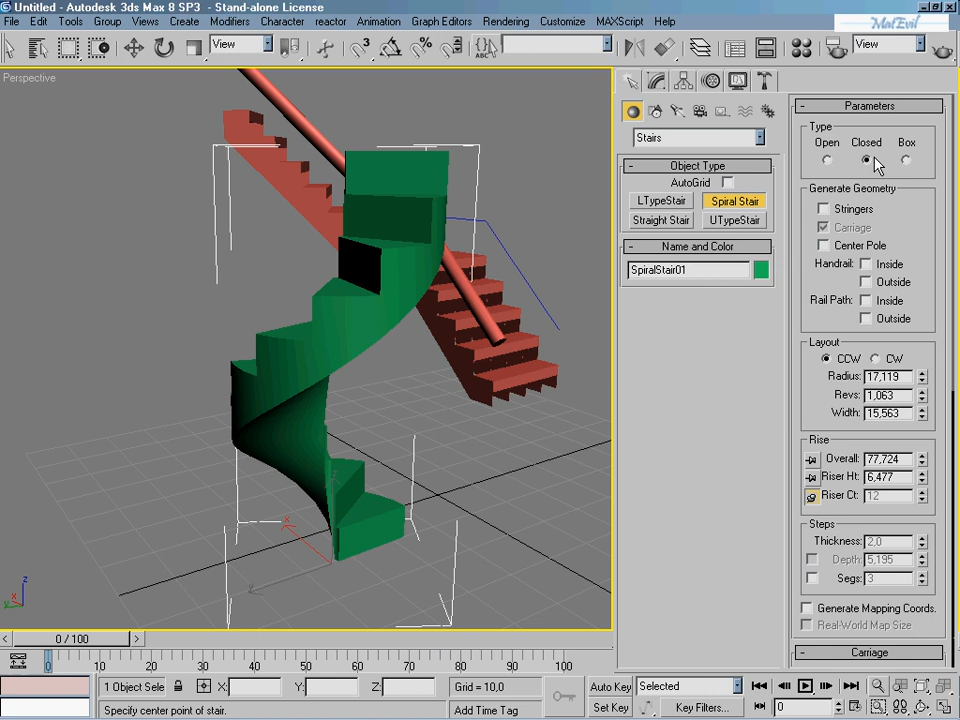 Untitled - Autodesk 3ds Max 8 SP3 - Stand-alone License
File Edit Tools Group Views Create Modifiers Character reactor Animation Graph Editors Rendering Customize MAXScript Help
MatEvil
View
3
%
ABC
View
Perspective
Stairs
- Object Type
AutoGrid
LTypeStair Spiral Stair
Straight Stair UTypeStair
- Name and Color
SpiralStair01
- Parameters
Type
Open Closed Box
Generate Geometry
Stringers
Carriage
Center Pole
Handrail: Inside
Outside
Rail Path: Inside
Outside
Layout
CCW CW
Radius: 17,119
Revs: 1,063
Width: 15,563
Rise
Overall: 77,724
Riser Ht: 6,477
Riser Ct: 12
Steps
Thickness: 2,0
Depth: 5,195
Segs: 3
Generate Mapping Coords.
Real-World Map Size
- Carriage
z
x
y
x
z
y
< 0 / 100 >
0 10 20 30 40 50 60 70 80 90 100
1 Object Sele X: Y: Z: Grid = 10,0
Auto Key Selected
Specify center point of stair. Add Time Tag
Set Key Key Filters... 0